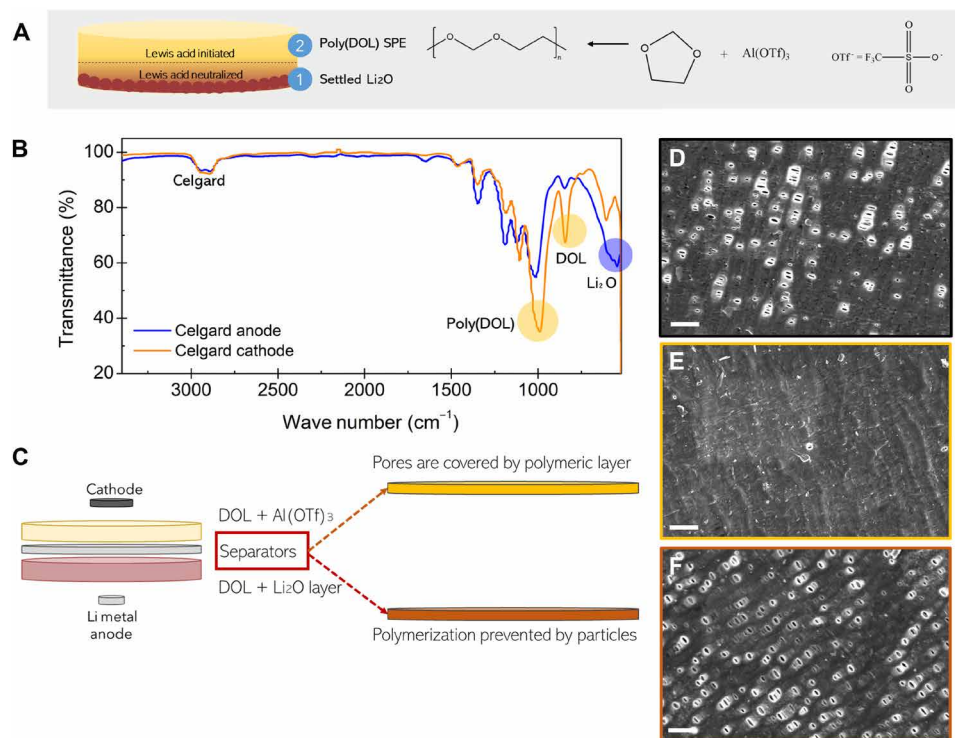 A
Lewis acid initiated
Lewis acid neutralized
2
Poly(DOL) SPE
1
Settled Li₂O
O
O
n
O
O
+ Al(OTf)₃
OTf⁻ = F₃C
O
S
O
O⁻
B
Transmittance (%)
100
80
60
40
20
Celgard
DOL
Li₂ O
Poly(DOL)
Celgard anode
Celgard cathode
3000
2500
2000
1500
1000
Wave number (cm⁻¹)
C
Cathode
Li metal
anode
DOL + Al(OTf)₃
Separators
DOL + Li₂O layer
Pores are covered by polymeric layer
Polymerization prevented by particles
D
E
F